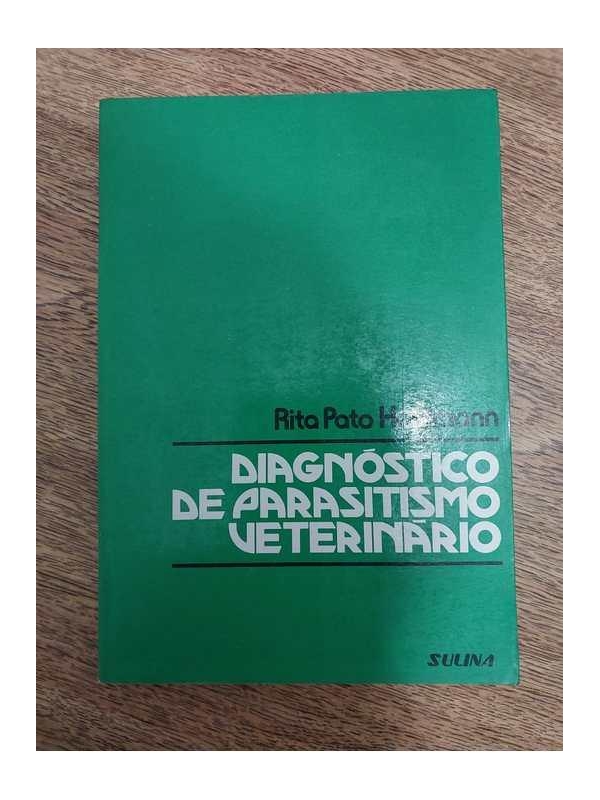 Rita Pato
DIAGNÓSTICO
DE PARASITISMO
VETERINÁRIO
SULINA